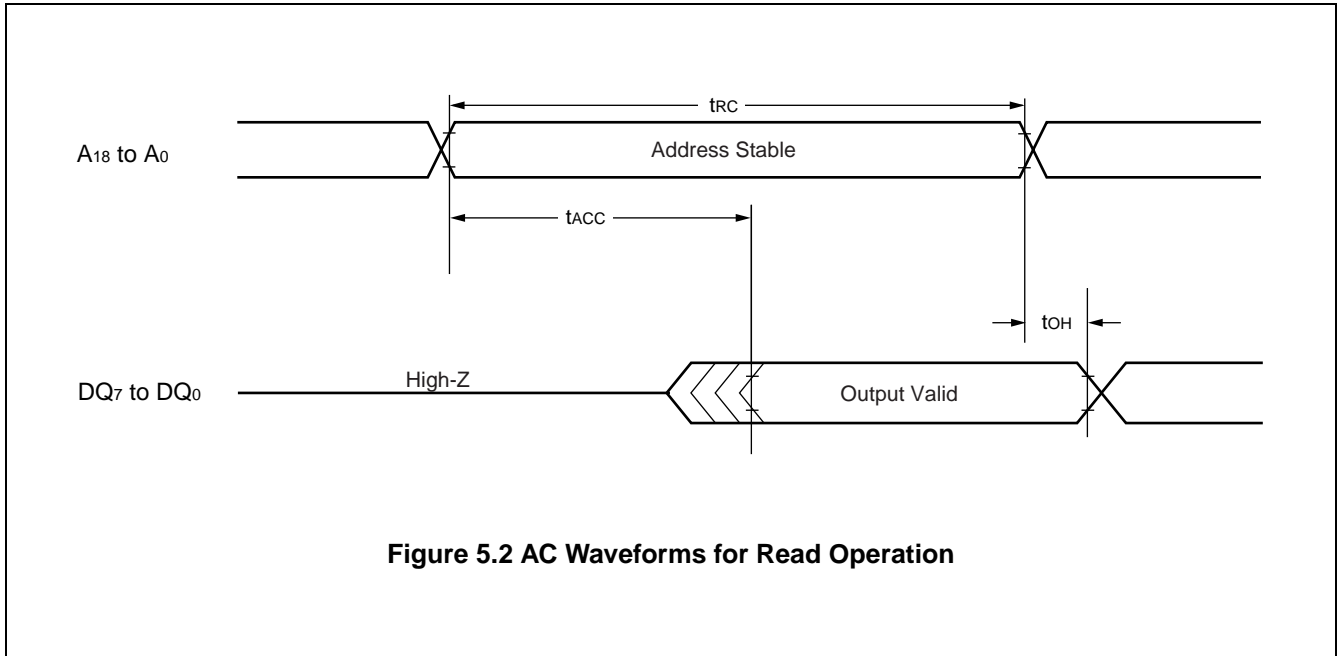 tRC
A18 to A0
Address Stable
tACC
tOH
High-Z
DQ7 to DQ0
Output Valid
Figure 5.2 AC Waveforms for Read Operation